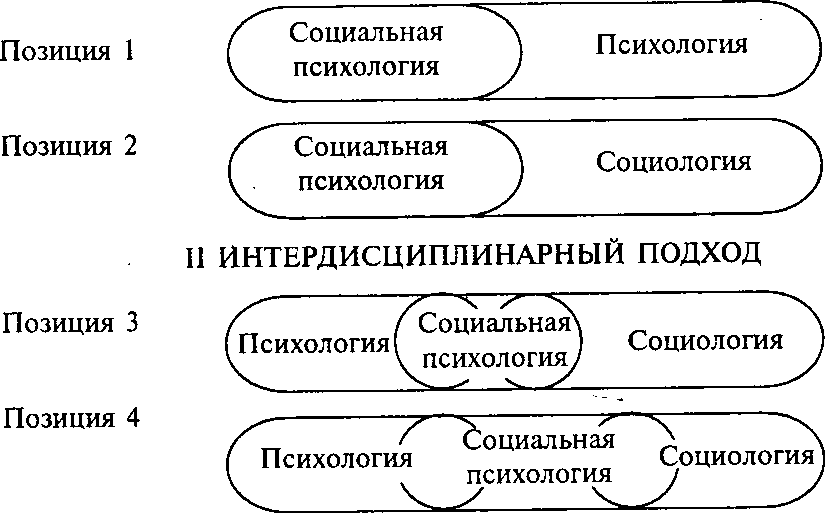 Позиция 1
Социальная
психология
Психология
Позиция 2
Социальная
психология
Социология
II ИНТЕРДИСЦИПЛИНАРНЫЙ ПОДХОД
Позиция 3
Психология
Социальная
психология
Социология
Позиция 4
Психология
Социальная
психология
Социология